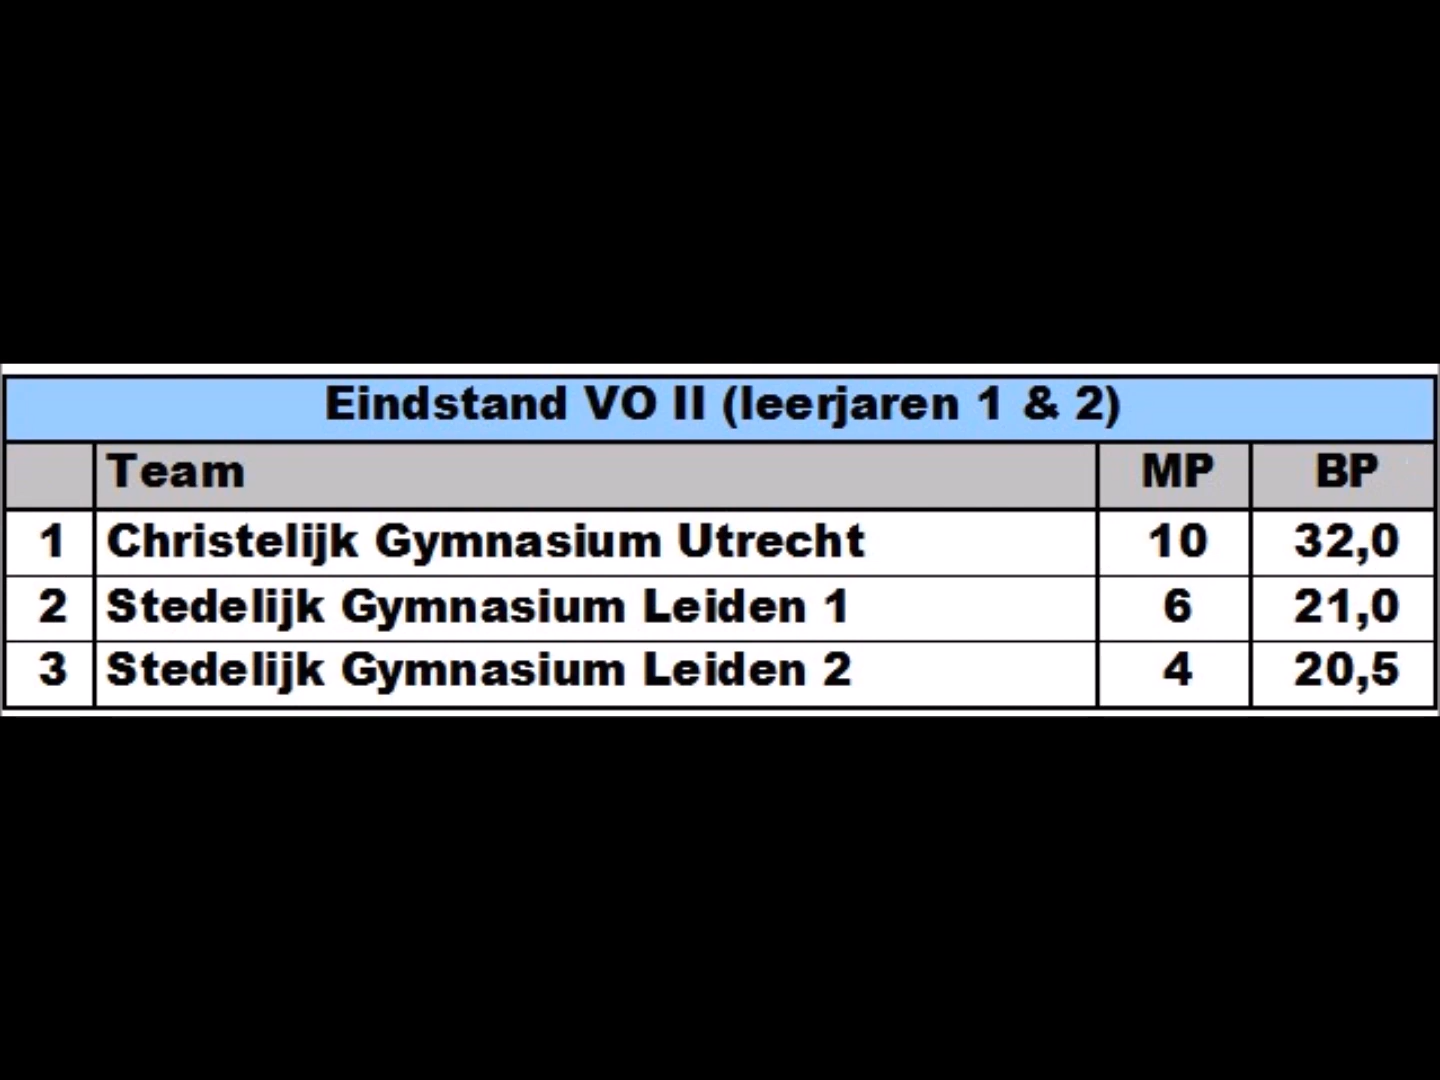 Eindstand VO II (leerjaren 1 & 2)
Team MP BP
1 Christelijk Gymnasium Utrecht 10 32,0
2 Stedelijk Gymnasium Leiden 1 6 21,0
3 Stedelijk Gymnasium Leiden 2 4 20,5